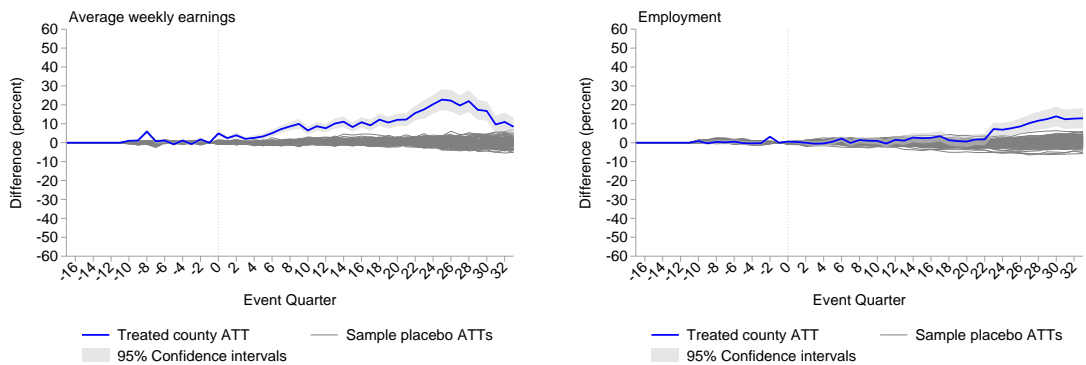 Average weekly earnings
60
50
40
30
20
10
0
-10
-20
-30
-40
-50
-60
Difference (percent)
-16 -14 -12 -10 -8 -6 -4 -2 0 2 4 6 8 10 12 14 16 18 20 22 24 26 28 30 32
Event Quarter
Treated county ATT Sample placebo ATTs
95% Confidence intervals
Employment
60
50
40
30
20
10
0
-10
-20
-30
-40
-50
-60
Difference (percent)
-16 -14 -12 -10 -8 -6 -4 -2 0 2 4 6 8 10 12 14 16 18 20 22 24 26 28 30 32
Event Quarter
Treated county ATT Sample placebo ATTs
95% Confidence intervals